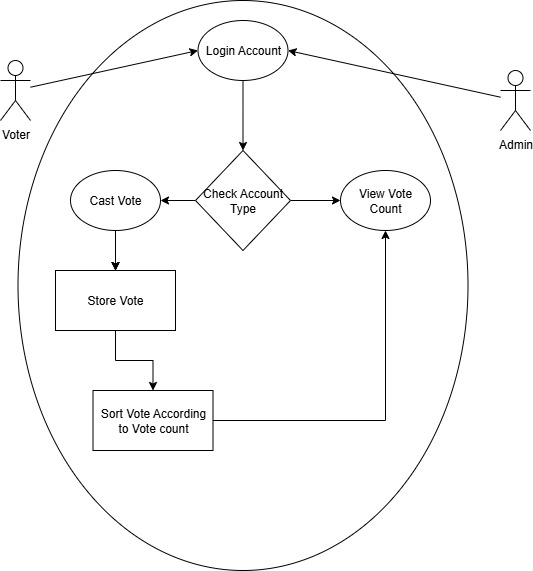 Login Account
Voter
Admin
Check Account
Type
Cast Vote
View Vote
Count
Store Vote
Sort Vote According
to Vote count